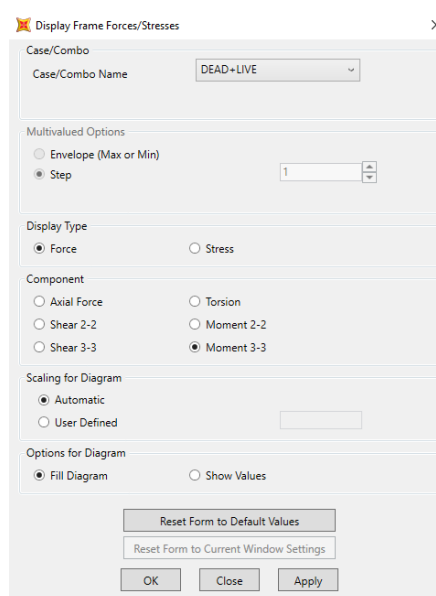 Display Frame Forces/Stresses
Case/Combo
Case/Combo Name DEAD+LIVE
Multivalued Options
Envelope (Max or Min)
Step 1
Display Type
Force Stress
Component
Axial Force Torsion
Shear 2-2 Moment 2-2
Shear 3-3 Moment 3-3
Scaling for Diagram
Automatic
User Defined
Options for Diagram
Fill Diagram Show Values
Reset Form to Default Values
Reset Form to Current Window Settings
OK Close Apply